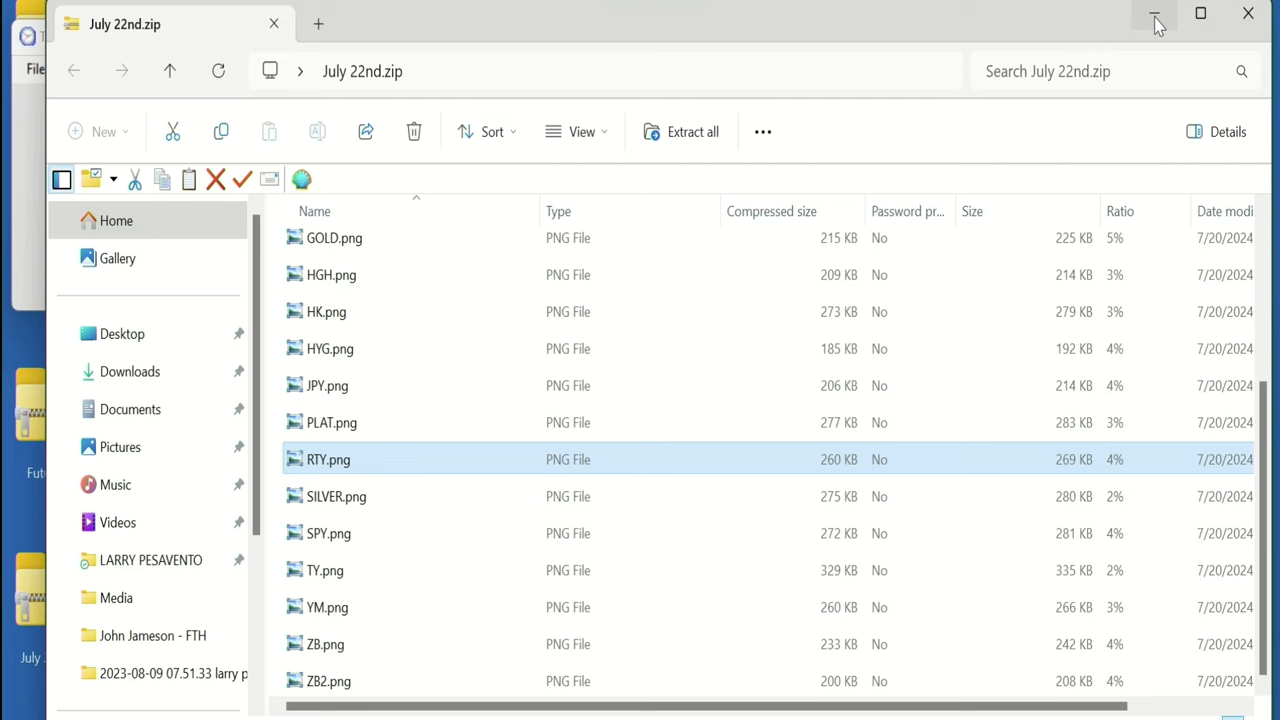 July 22nd.zip
File
July 22nd.zip
Search July 22nd.zip
New
Sort
View
Extract all
Details
Name Type Compressed size Password pr... Size Ratio Date modi
Home
Gallery
Desktop
Downloads
Documents
Pictures
Music
Videos
LARRY PESAVENTO
Media
John Jameson - FTH
2023-08-09 07.51.33 larry p
GOLD.png PNG File 215 KB No 225 KB 5% 7/20/2024
HGH.png PNG File 209 KB No 214 KB 3% 7/20/2024
HK.png PNG File 273 KB No 279 KB 3% 7/20/2024
HYG.png PNG File 185 KB No 192 KB 4% 7/20/2024
JPY.png PNG File 206 KB No 214 KB 4% 7/20/2024
PLAT.png PNG File 277 KB No 283 KB 3% 7/20/2024
RTY.png PNG File 260 KB No 269 KB 4% 7/20/2024
SILVER.png PNG File 275 KB No 280 KB 2% 7/20/2024
SPY.png PNG File 272 KB No 281 KB 4% 7/20/2024
TY.png PNG File 329 KB No 335 KB 2% 7/20/2024
YM.png PNG File 260 KB No 266 KB 3% 7/20/2024
ZB.png PNG File 233 KB No 242 KB 4% 7/20/2024
ZB2.png PNG File 200 KB No 208 KB 4% 7/20/2024
Fut
July